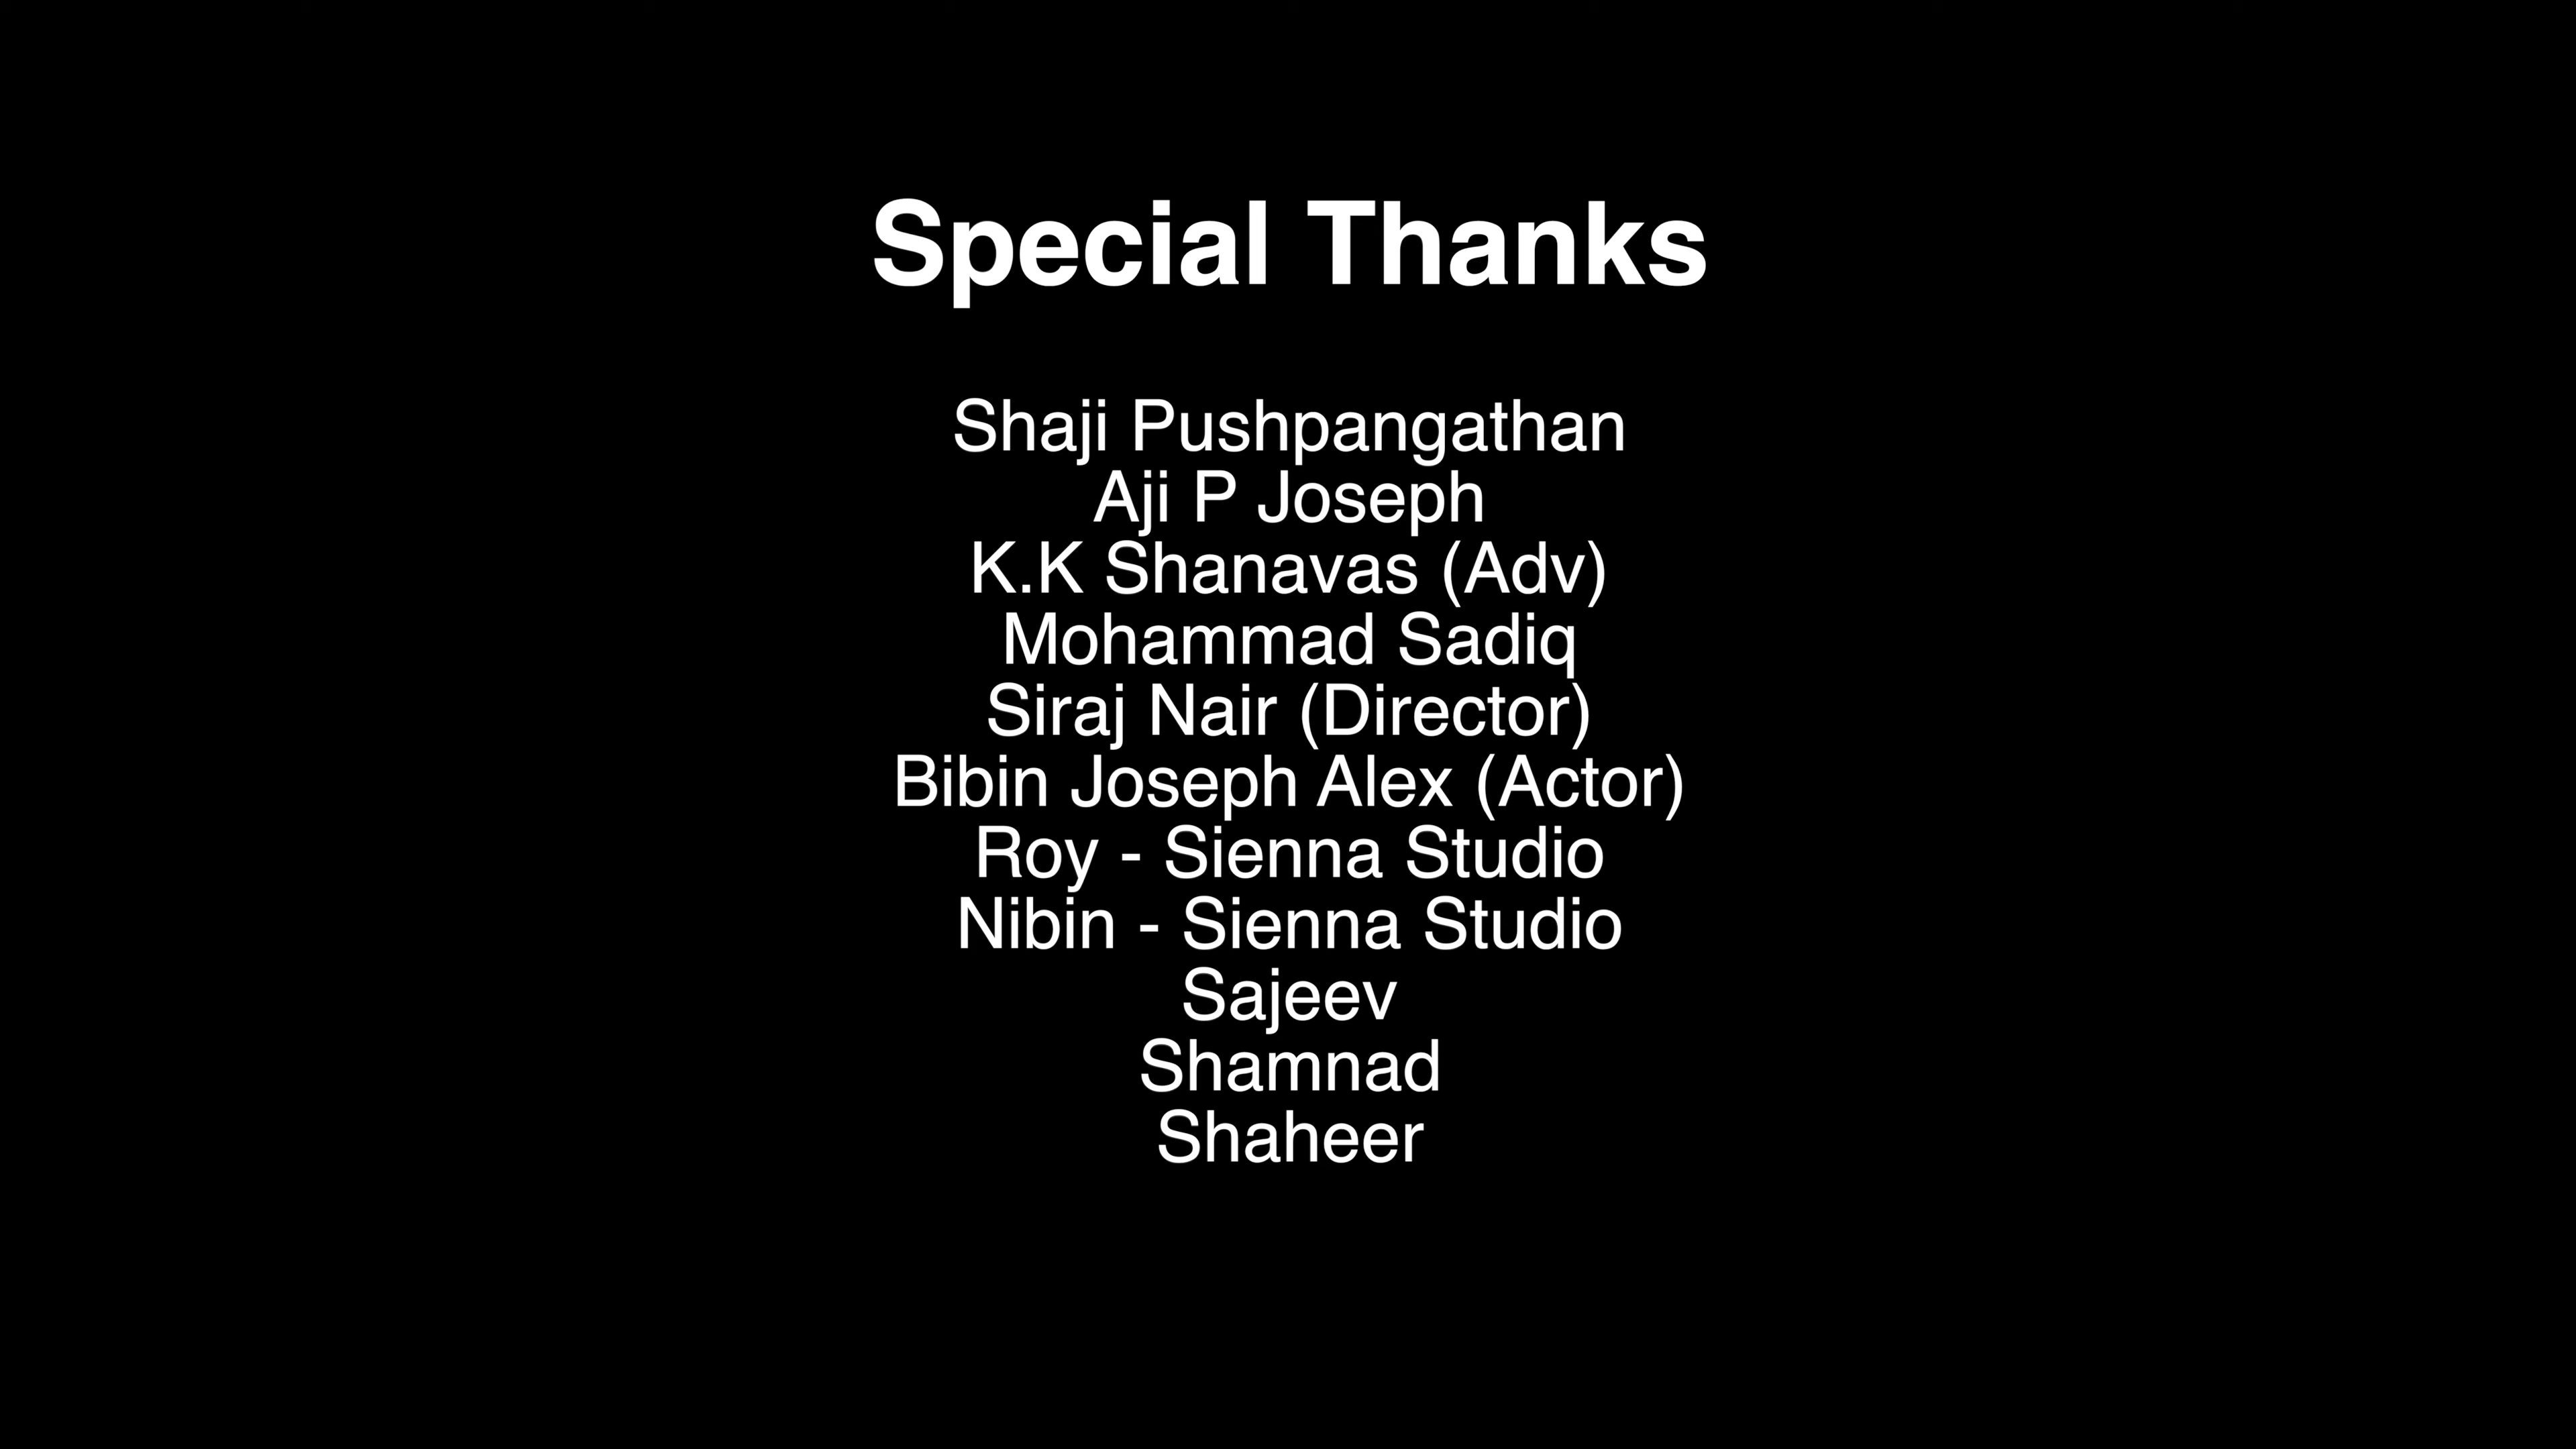 Special Thanks
Shaji Pushpangathan
Aji P Joseph
K.K Shanavas (Adv)
Mohammad Sadiq
Siraj Nair (Director)
Bibin Joseph Alex (Actor)
Roy - Sienna Studio
Nibin - Sienna Studio
Sajeev
Shamnad
Shaheer